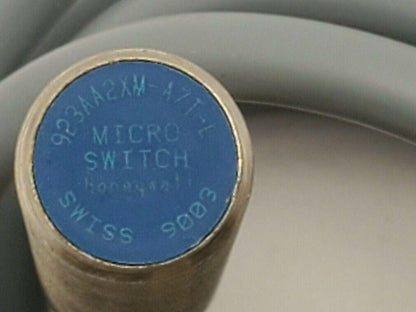 923AA2XM-A7T-L
MICRO
SWITCH
Honeywell
SWISS 9003